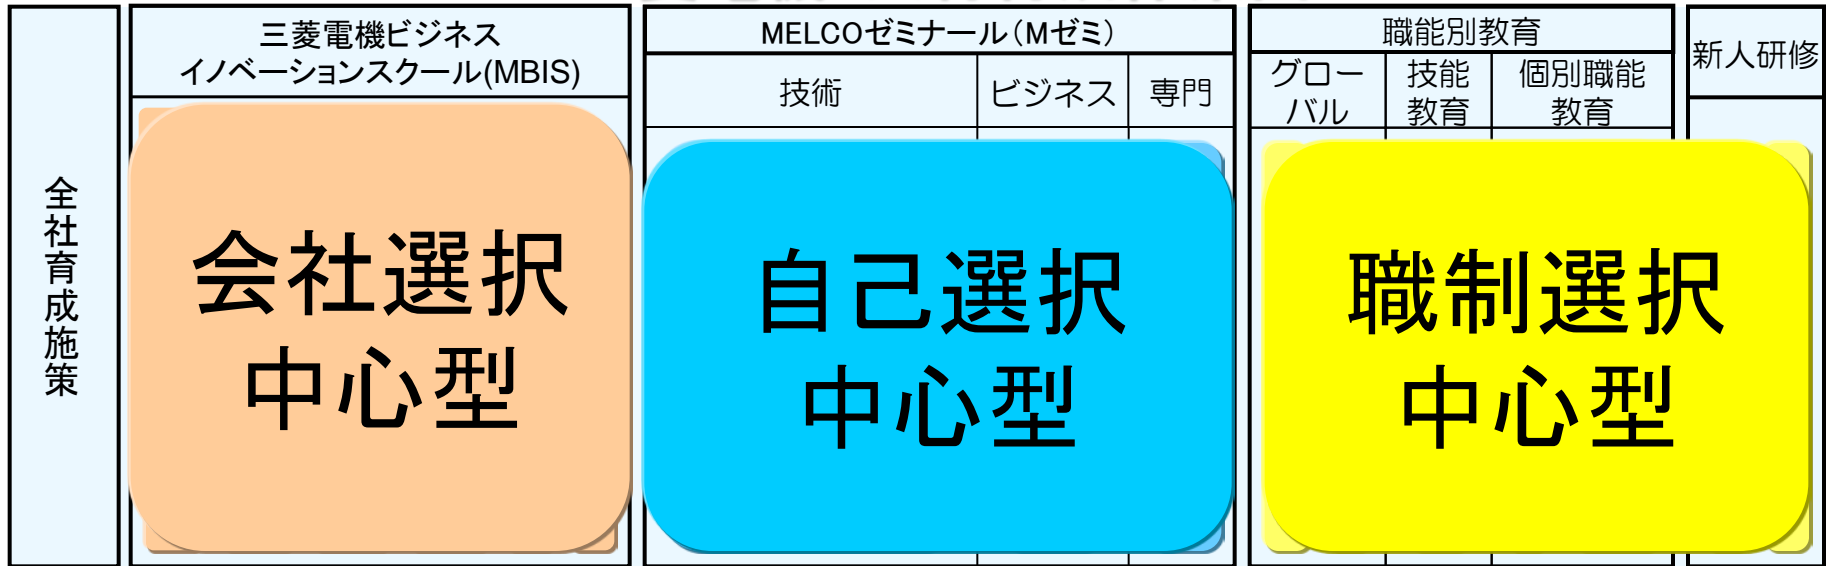 三菱電機ビジネス
イノベーションスクール(MBIS)
MELCOゼミナール(Mゼミ)
技術
ビジネス
専門
職能別教育
グロー
バル
技能
教育
個別職能
教育
新人研修
全社育成施策
会社選択
中心型
自己選択
中心型
職制選択
中心型